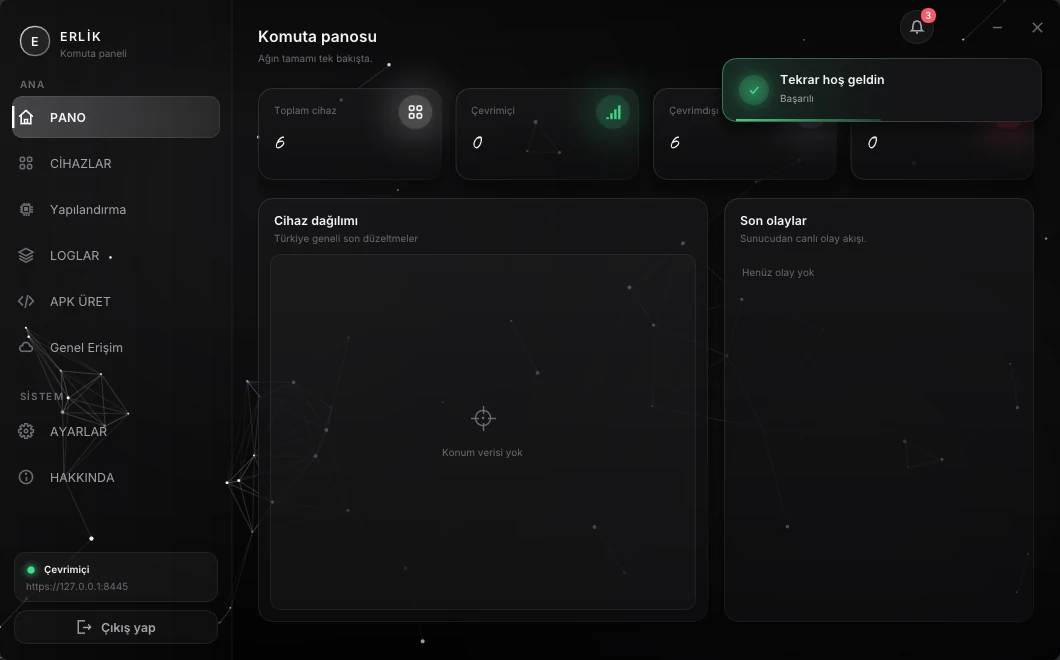 E
ERLİK
Komuta paneli
ANA
PANO
CİHAZLAR
Yapılandırma
LOGLAR
APK ÜRET
Genel Erişim
SİSTEM
AYARLAR
HAKKINDA
Çevrimiçi
https://127.0.0.1:8445
Çıkış yap
Komuta panosu
Ağın tamamı tek bakışta.
3
Tekrar hoş geldin
Başarılı
Toplam cihaz
6
Çevrimiçi
0
Çevrimdışı
6
0
Cihaz dağılımı
Türkiye geneli son düzeltmeler
Konum verisi yok
Son olaylar
Sunucudan canlı olay akışı.
Henüz olay yok